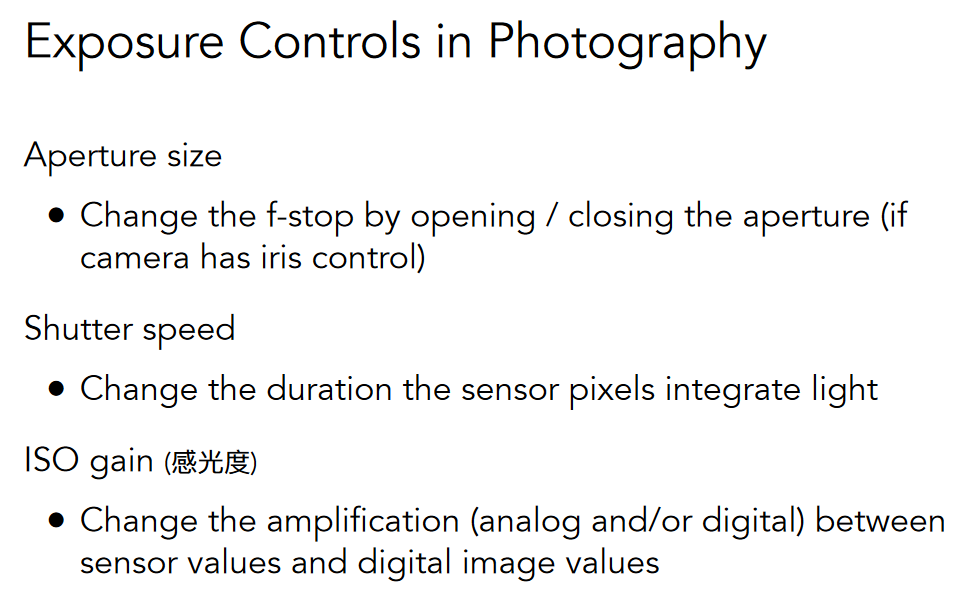 Exposure Controls in Photography
Aperture size
● Change the f-stop by opening / closing the aperture (if
camera has iris control)
Shutter speed
● Change the duration the sensor pixels integrate light
ISO gain (感光度)
● Change the amplification (analog and/or digital) between
sensor values and digital image values